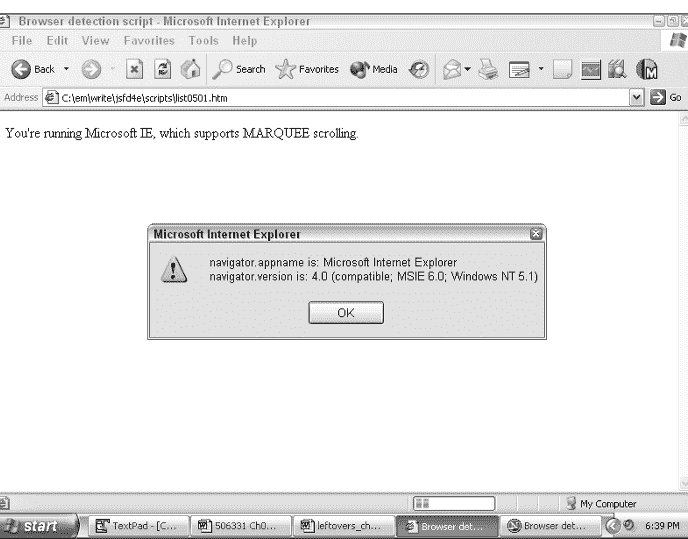 Browser detection script - Microsoft Internet Explorer
File Edit View Favorites Tools Help
Back Search Favorites Media
Address C:\em\write\jsfd4e\scripts\list0501.htm Go
You're running Microsoft IE, which supports MARQUEE scrolling.
Microsoft Internet Explorer
navigator.appname is: Microsoft Internet Explorer
navigator.version is: 4.0 (compatible; MSIE 6.0; Windows NT 5.1)
OK
My Computer
start TextPad - [C... 506331 Ch0... leftovers_ch... Browser det... Browser det... 6:39 PM